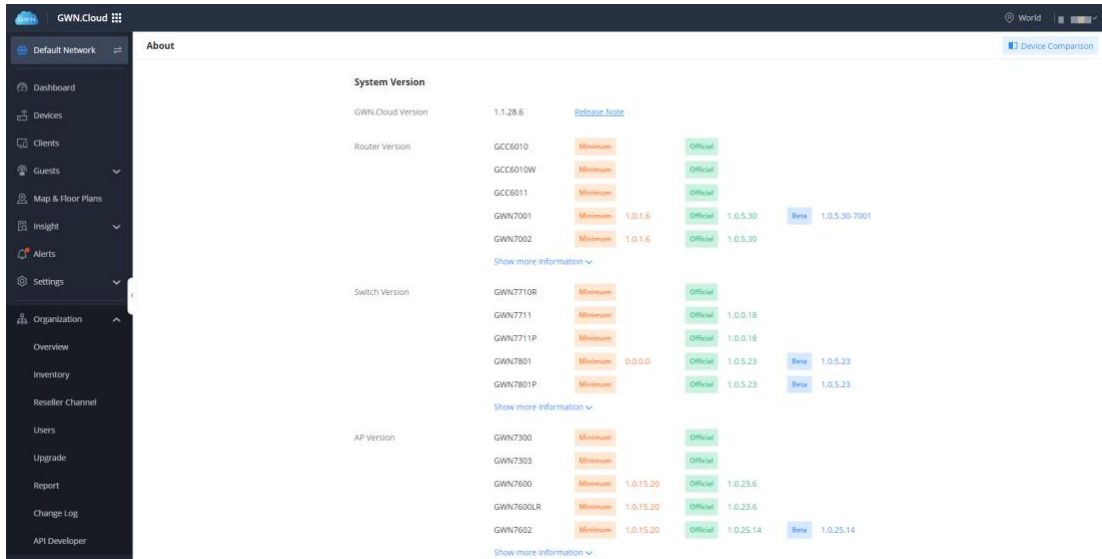 GWN
GWN.Cloud
World
Default Network
Dashboard
Devices
Clients
Guests
Map & Floor Plans
Insight
Alerts
Settings
Organization
Overview
Inventory
Reseller Channel
Users
Upgrade
Report
Change Log
API Developer
About
Device Comparison
System Version
GWN.Cloud Version 1.1.28.6 Release Note
Router Version GCC6010 Minimum Official
GCC6010W Minimum Official
GCC6011 Minimum Official
GWN7001 Minimum 1.0.1.6 Official 1.0.5.30 Beta 1.0.5.30-7001
GWN7002 Minimum 1.0.1.6 Official 1.0.5.30
Show more Information
Switch Version GWN7710R Minimum Official
GWN7711 Minimum Official 1.0.0.18
GWN7711P Minimum Official 1.0.0.18
GWN7801 Minimum 0.0.0.0 Official 1.0.5.23 Beta 1.0.5.23
GWN7801P Minimum Official 1.0.5.23 Beta 1.0.5.23
Show more Information
AP Version GWN7300 Minimum Official
GWN7303 Minimum Official
GWN7600 Minimum 1.0.15.20 Official 1.0.23.6
GWN7600LR Minimum 1.0.15.20 Official 1.0.23.6
GWN7602 Minimum 1.0.15.20 Official 1.0.25.14 Beta 1.0.25.14
Show more Information